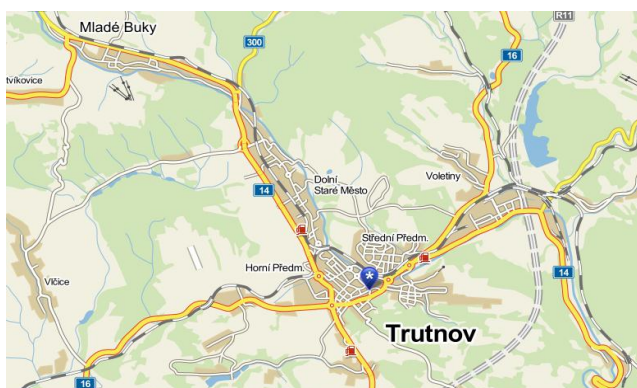 R11
Mladé Buky
300
16
tvíkovice
Voletiny
Dolní
Staré Město
14
Střední Předm.
Horní Předm.
14
Vlčice
Trutnov
16